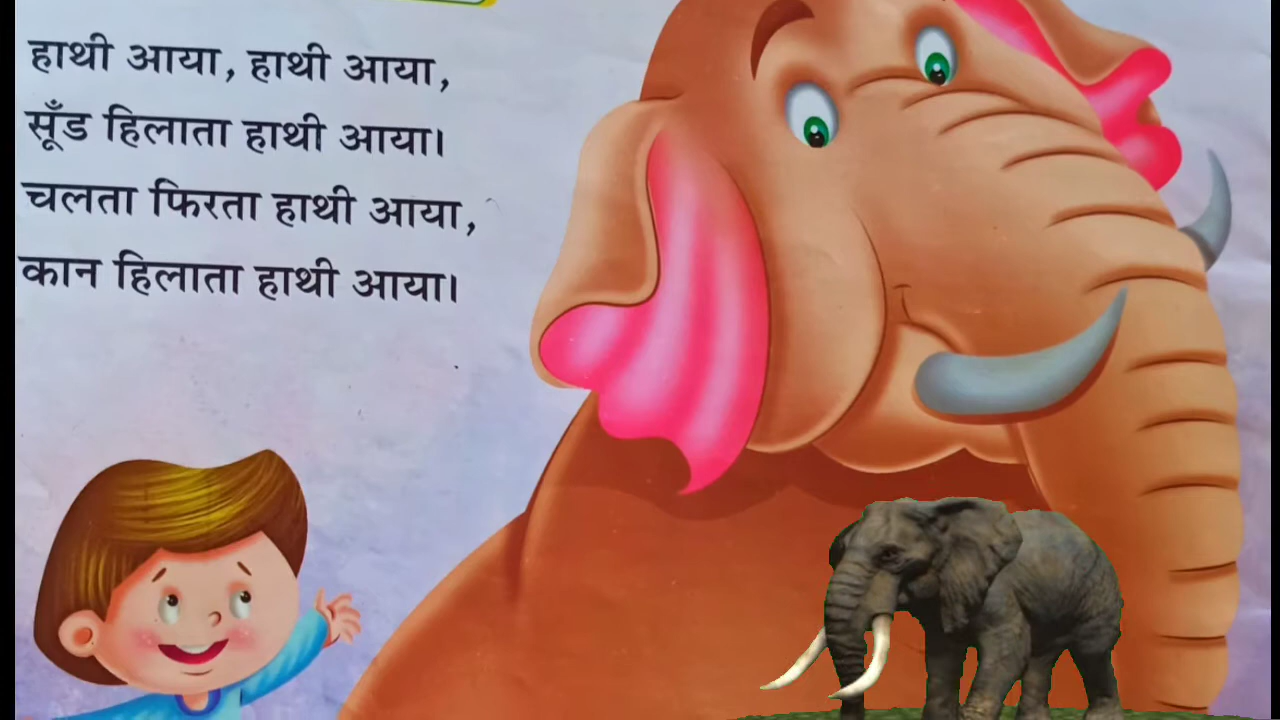 हाथी आया, हाथी आया,
सूँड हिलाता हाथी आया।
चलता फिरता हाथी आया,
कान हिलाता हाथी आया।